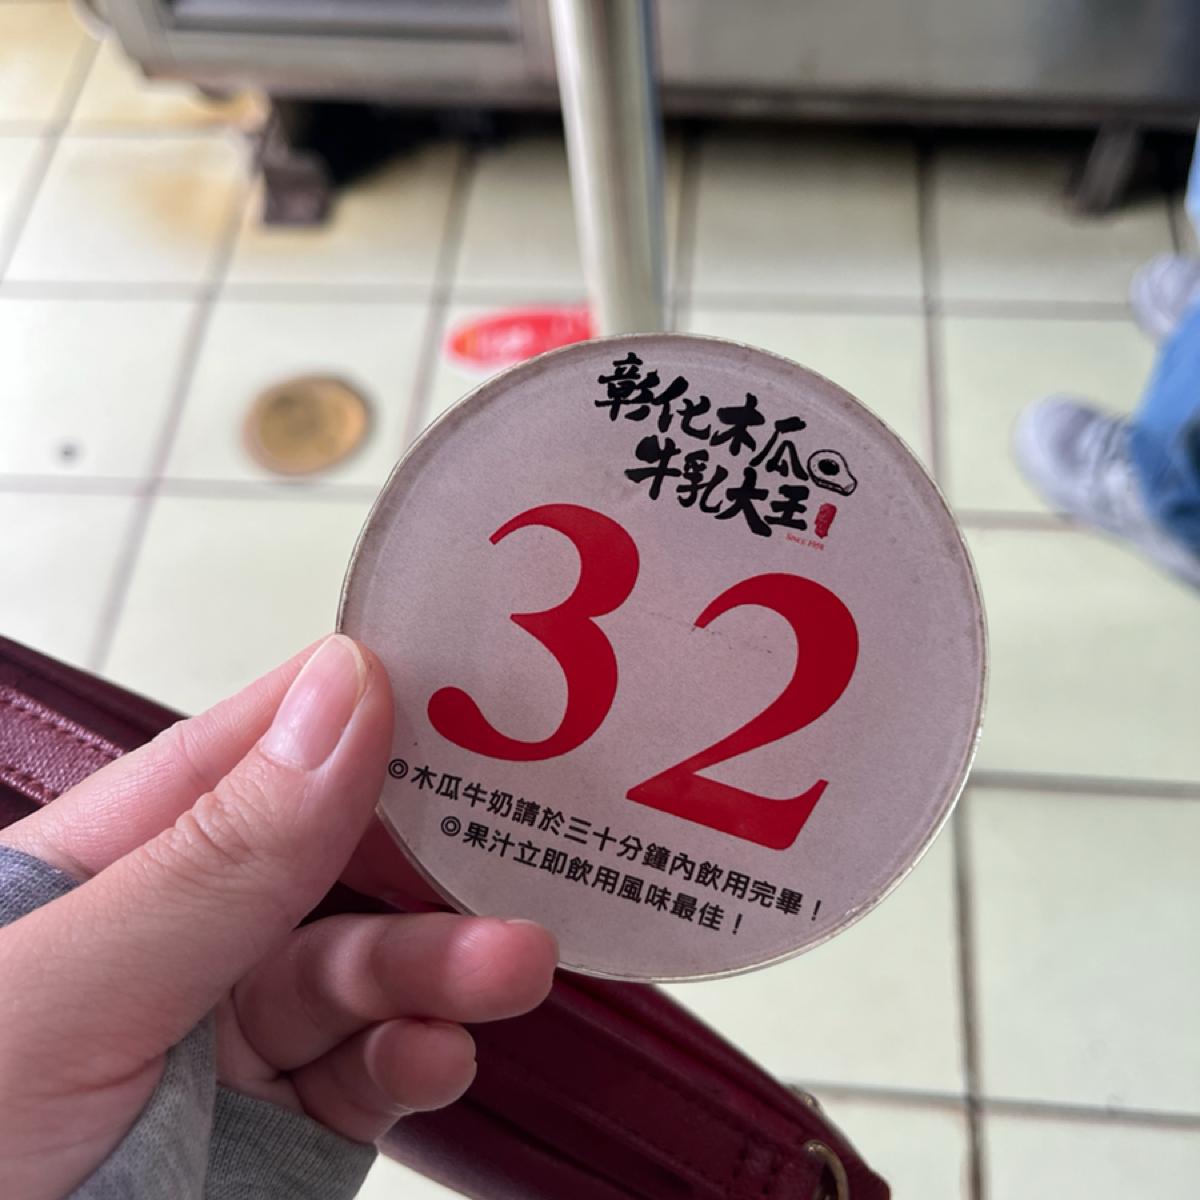 彰化木瓜
牛乳大王
32
◎木瓜牛奶請於三十分鐘內飲用完畢！
◎果汁立即飲用風味最佳！